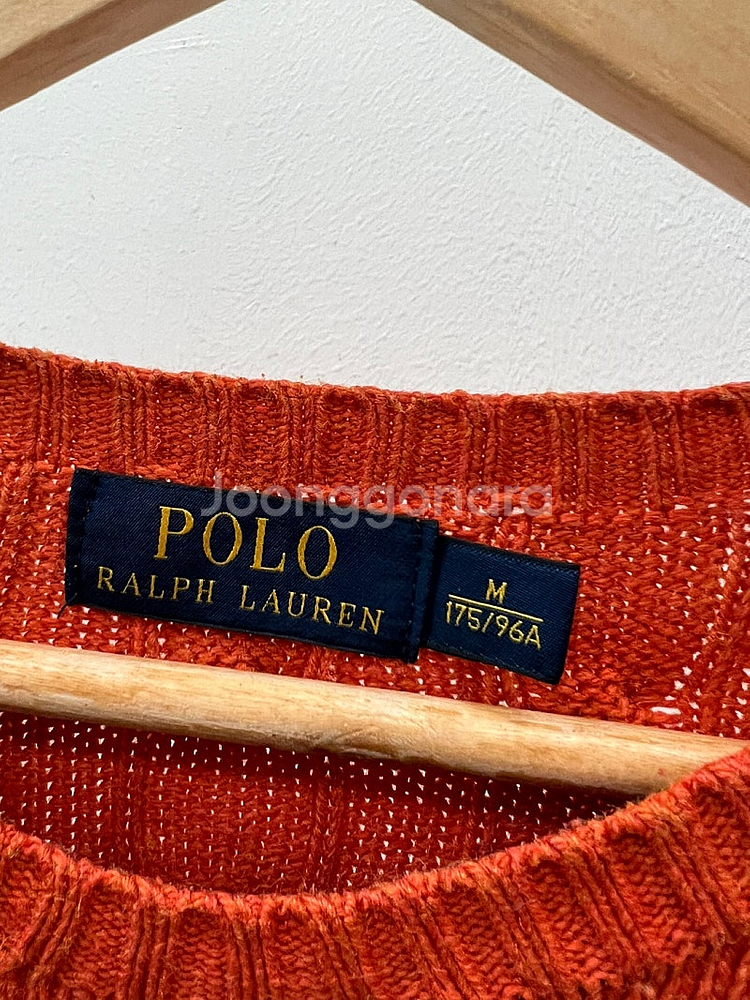 Joonggonara
POLO
RALPH LAUREN
M
175/96A